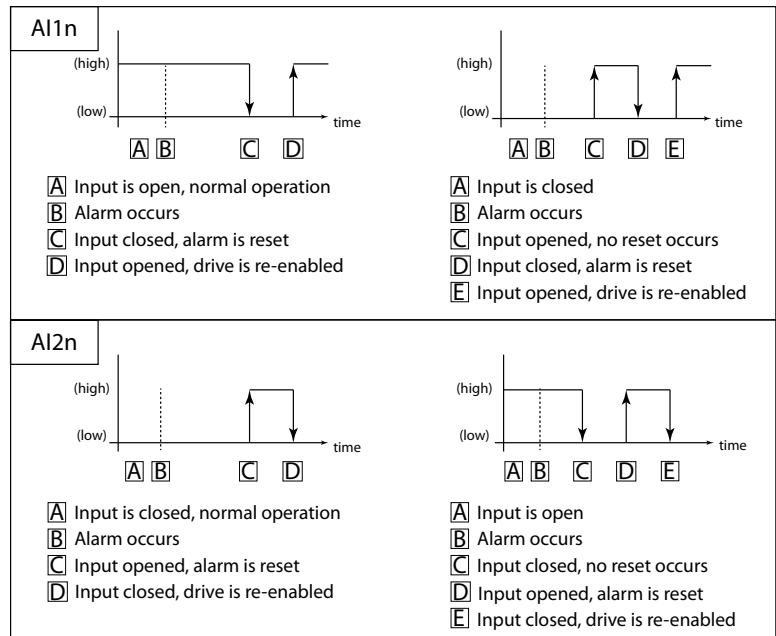 AI1n
(high)
(low)
time
A B C D
A Input is open, normal operation
B Alarm occurs
C Input closed, alarm is reset
D Input opened, drive is re-enabled
(high)
(low)
time
A B C D E
A Input is closed
B Alarm occurs
C Input opened, no reset occurs
D Input closed, alarm is reset
E Input opened, drive is re-enabled
AI2n
(high)
(low)
time
A B C D
A Input is closed, normal operation
B Alarm occurs
C Input opened, alarm is reset
D Input closed, drive is re-enabled
(high)
(low)
time
A B C D E
A Input is open
B Alarm occurs
C Input closed, no reset occurs
D Input opened, alarm is reset
E Input closed, drive is re-enabled